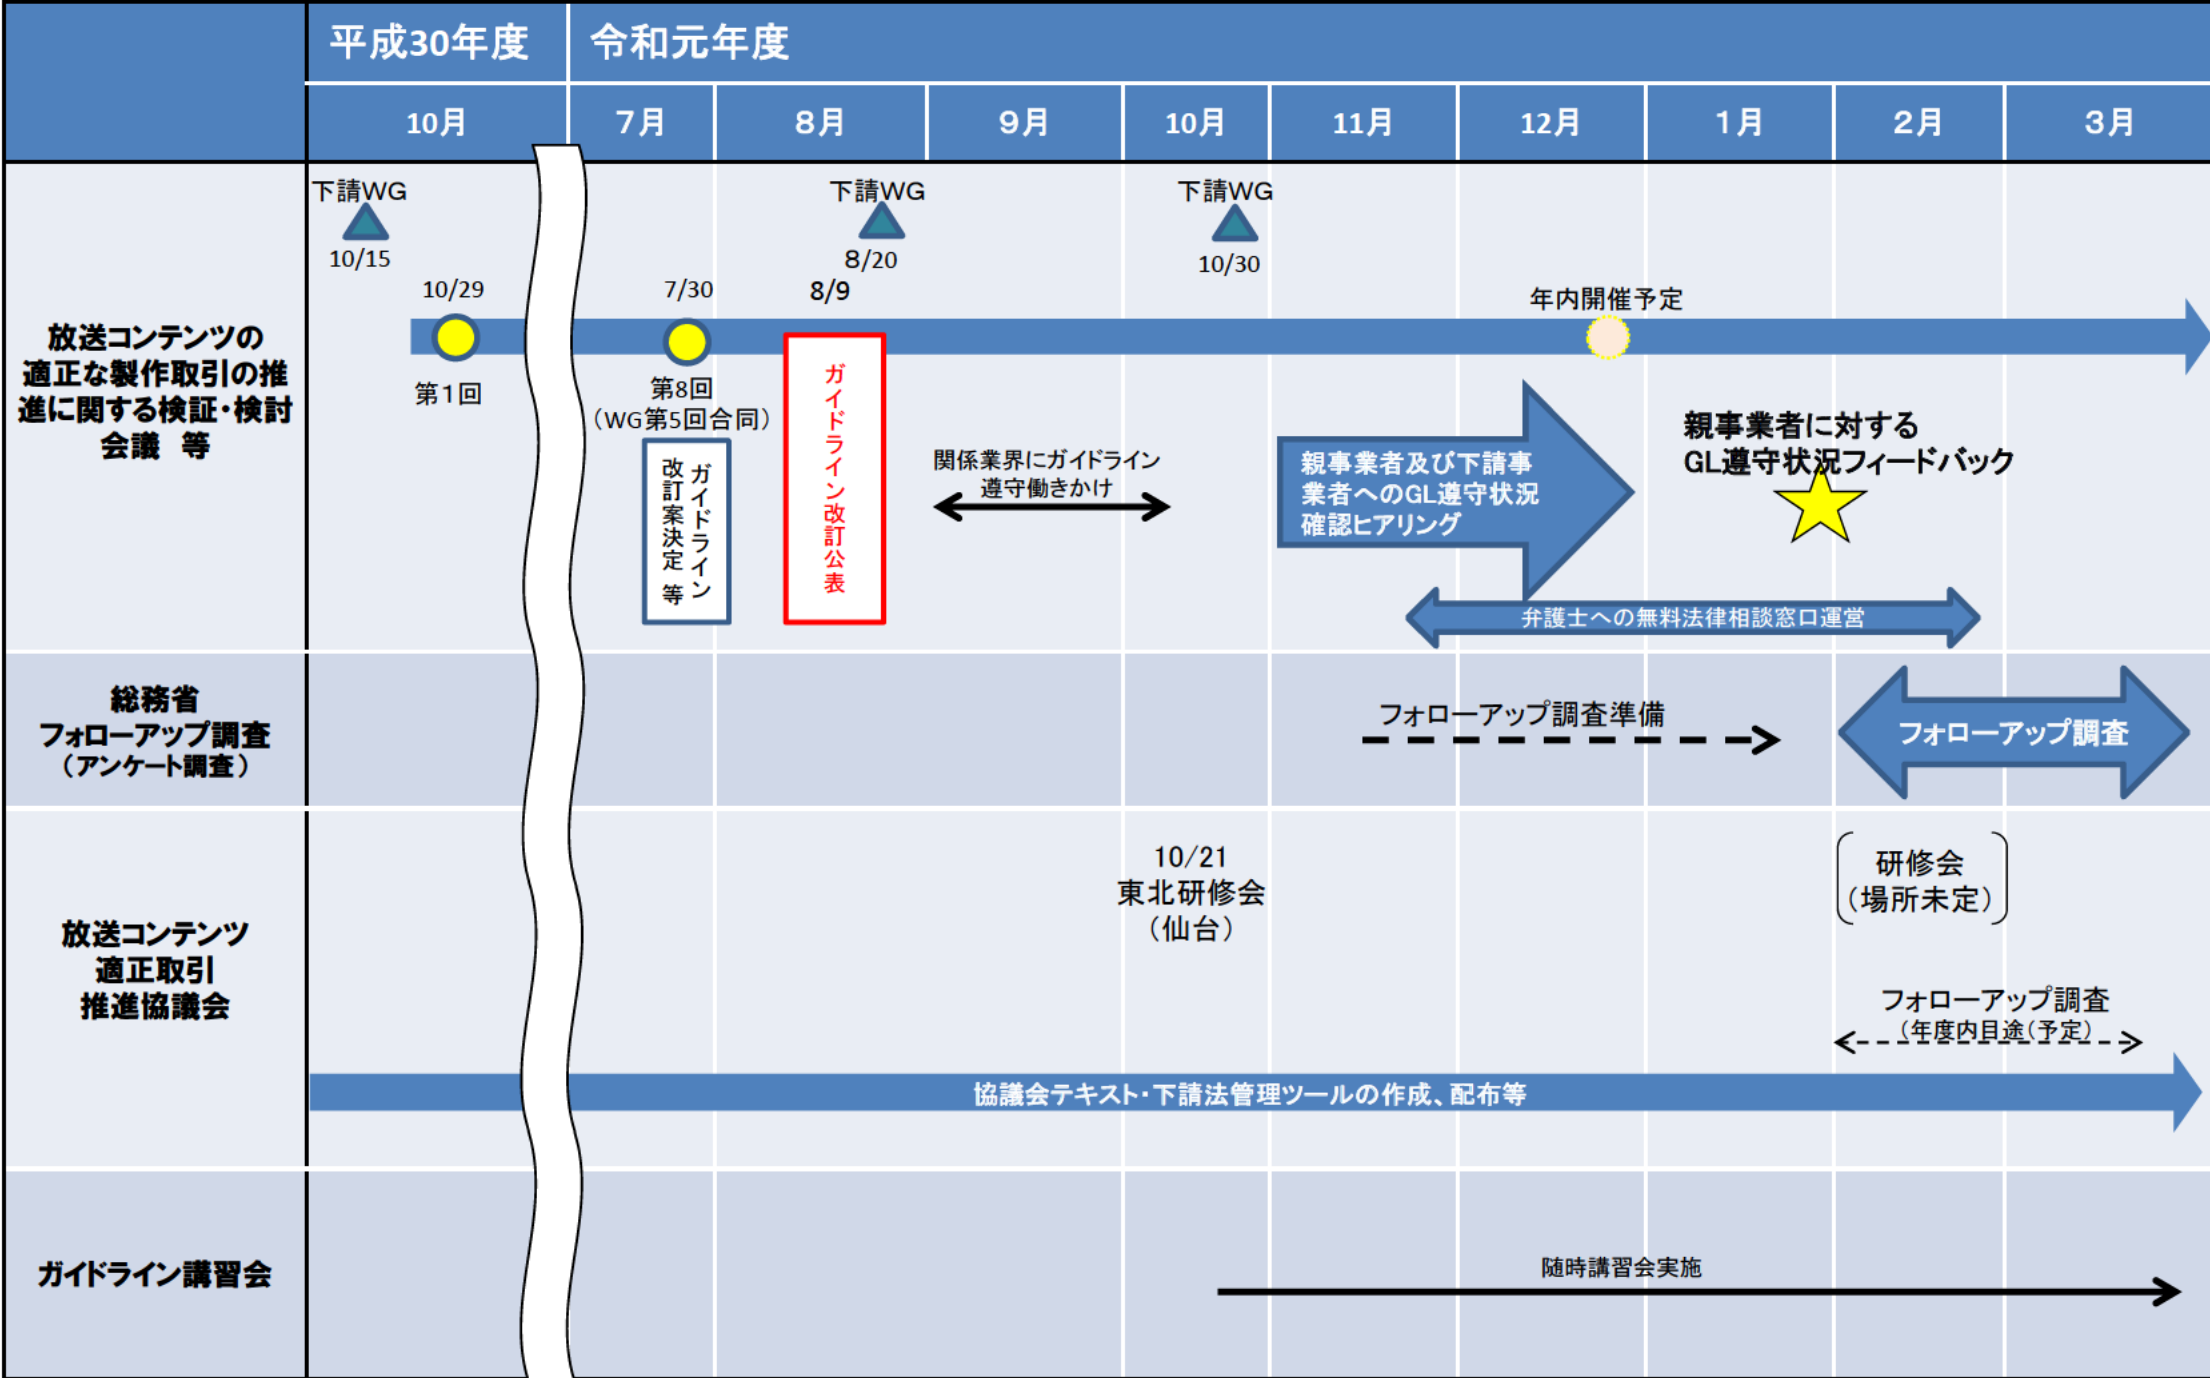 平成30年度
令和元年度
10月
7月
8月
9月
10月
11月
12月
1月
2月
3月
放送コンテンツの
適正な製作取引の推
進に関する検証・検討
会議 等
下請WG
10/15
10/29
第1回
7/30
第8回
（WG第5回合同）
ガイドライン
改訂案決定 等
下請WG
8/20
8/9
ガイドライン改訂公表
関係業界にガイドライン
遵守働きかけ
下請WG
10/30
親事業者及び下請事
業者へのGL遵守状況
確認ヒアリング
年内開催予定
親事業者に対する
GL遵守状況フィードバック
弁護士への無料法律相談窓口運営
総務省
フォローアップ調査
（アンケート調査）
フォローアップ調査準備
フォローアップ調査
放送コンテンツ
適正取引
推進協議会
10/21
東北研修会
（仙台）
研修会
（場所未定）
フォローアップ調査
（年度内目途（予定）
協議会テキスト・下請法管理ツールの作成、配布等
ガイドライン講習会
随時講習会実施